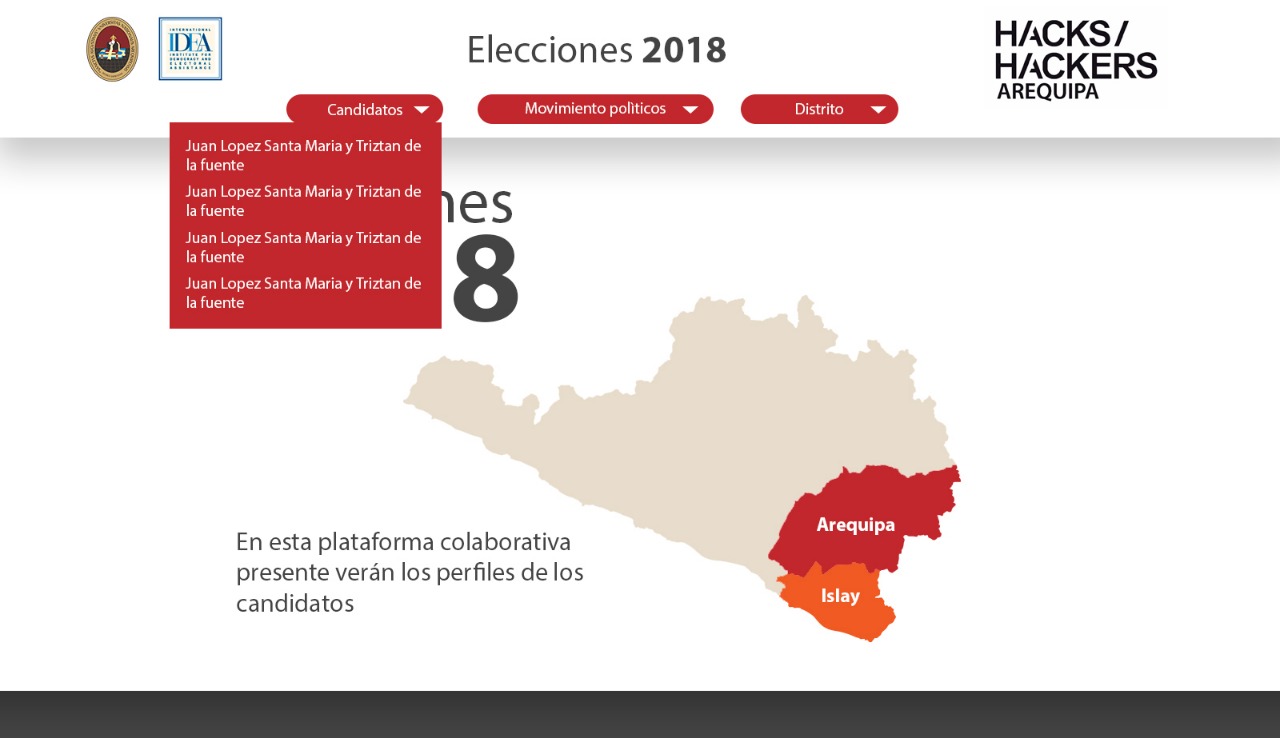 INTERNATIONAL
IDEA
INSTITUTE FOR
DEMOCRACY AND
ELECTORAL
ASSISTANCE
Elecciones 2018
HACKS/
HACKERS
AREQUIPA
Candidatos
Movimiento polìticos
Distrito
Juan Lopez Santa Maria y Triztan de
la fuente
Juan Lopez Santa Maria y Triztan de
la fuente
Juan Lopez Santa Maria y Triztan de
la fuente
Juan Lopez Santa Maria y Triztan de
la fuente
nes
8
Arequipa
Islay
En esta plataforma colaborativa
presente verán los perfiles de los
candidatos